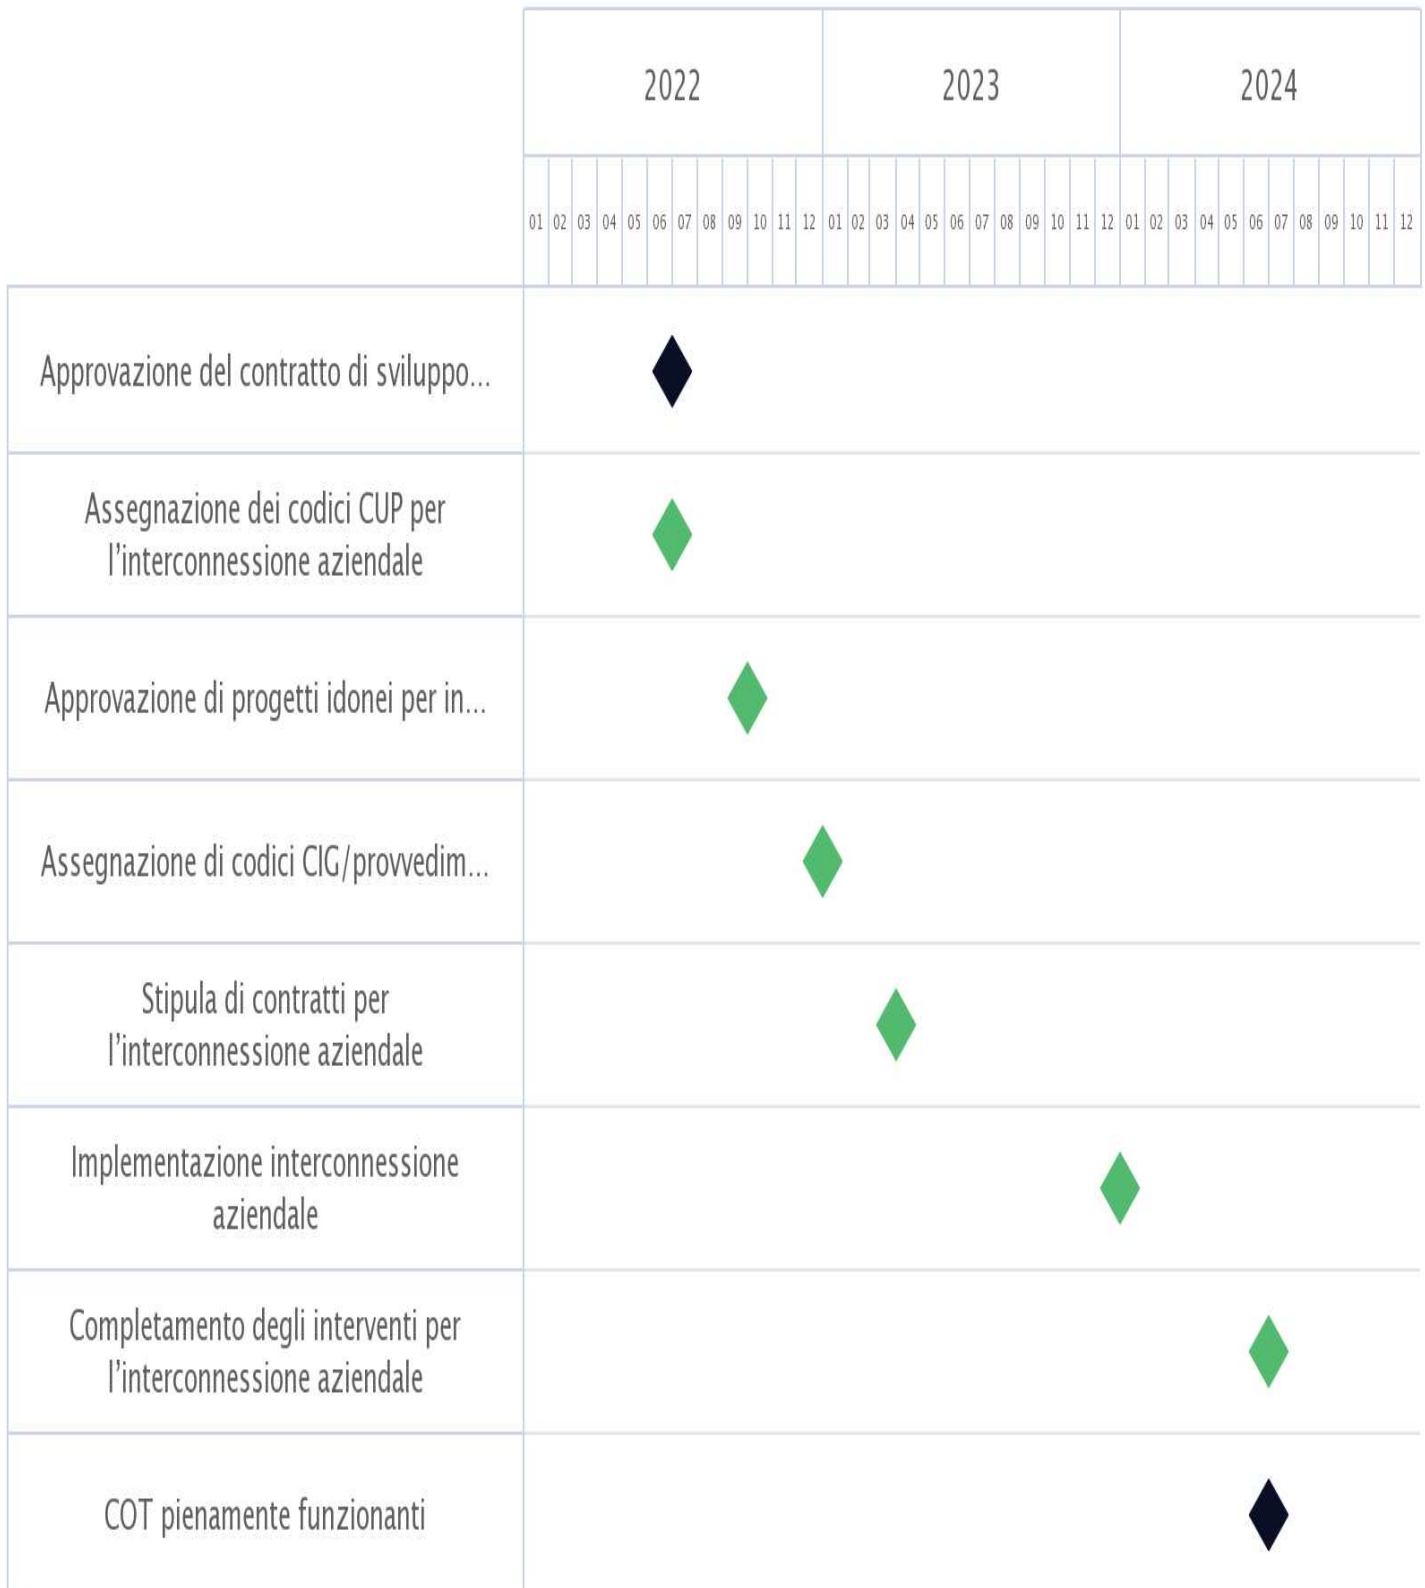 2022 2023 2024
01 02 03 04 05 06 07 08 09 10 11 12 01 02 03 04 05 06 07 08 09 10 11 12 01 02 03 04 05 06 07 08 09 10 11 12
Approvazione del contratto di sviluppo...
Assegnazione dei codici CUP per
l'interconnessione aziendale
Approvazione di progetti idonei per in...
Assegnazione di codici CIG/provvedim...
Stipula di contratti per
l'interconnessione aziendale
Implementazione interconnessione
aziendale
Completamento degli interventi per
l'interconnessione aziendale
COT pienamente funzionanti